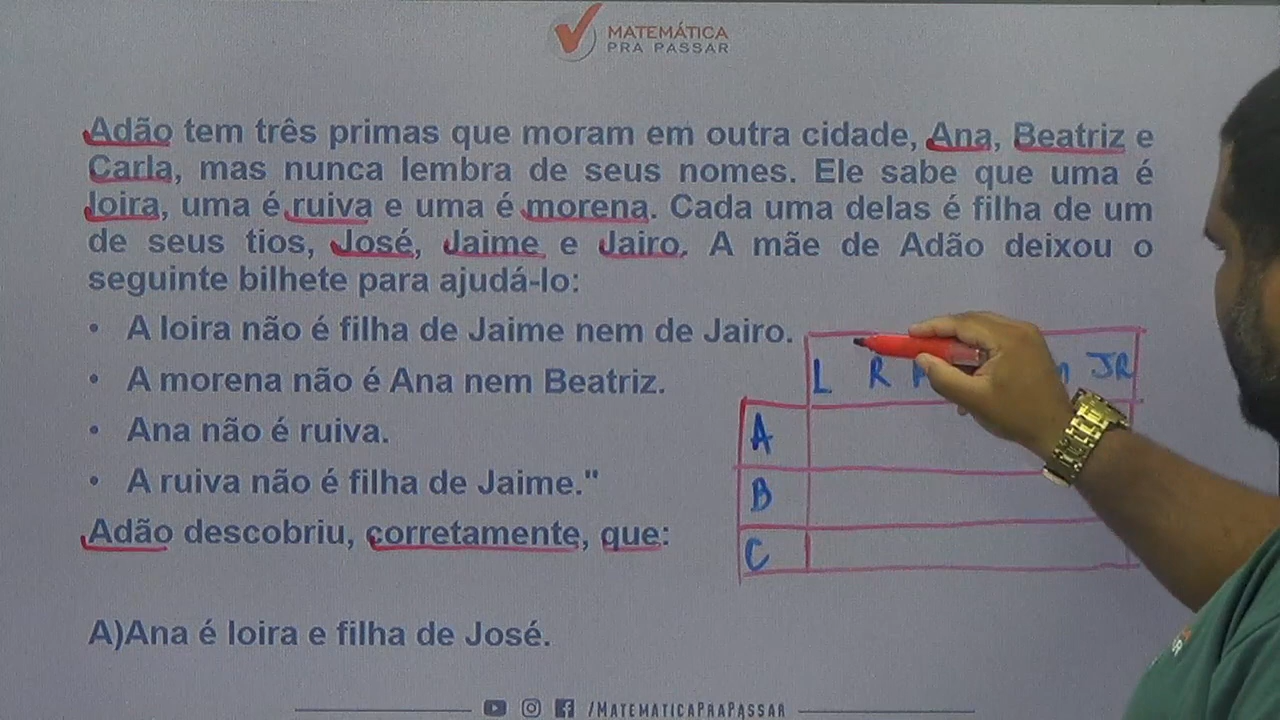 MATEMÁTICA
PRA PASSAR
Adão tem três primas que moram em outra cidade, Ana, Beatriz e
Carla, mas nunca lembra de seus nomes. Ele sabe que uma é
loira, uma é ruiva e uma é morena. Cada uma delas é filha de um
de seus tios, José, Jaime e Jairo. A mãe de Adão deixou o
seguinte bilhete para ajudá-lo:
• A loira não é filha de Jaime nem de Jairo.
• A morena não é Ana nem Beatriz.
• Ana não é ruiva.
• A ruiva não é filha de Jaime."
Adão descobriu, corretamente, que:
L R JR
A
B
C
A)Ana é loira e filha de José.
/MATEMATICAPRAPASSAR